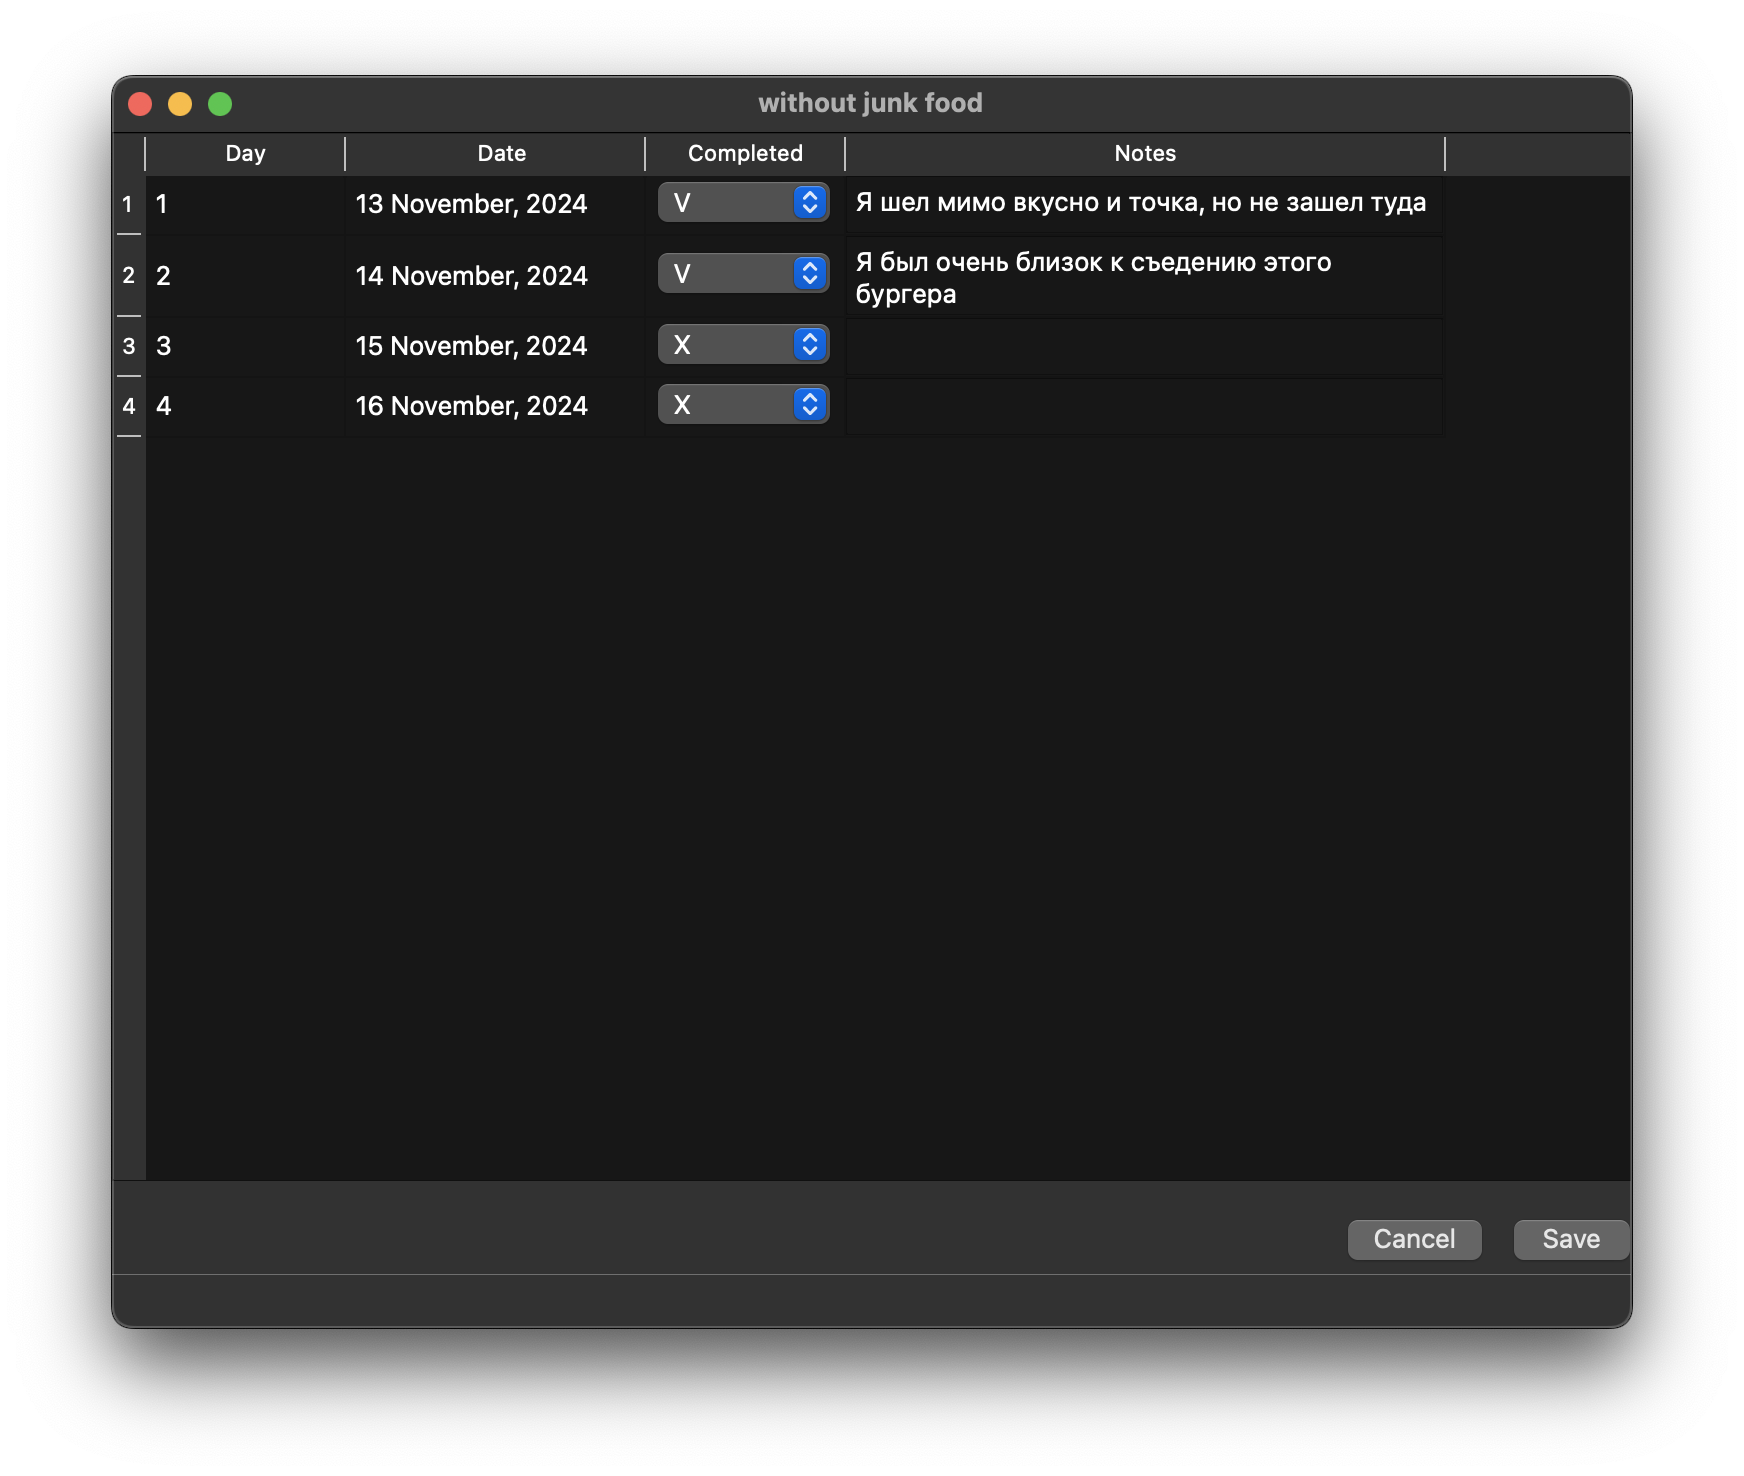 without junk food
Day Date Completed Notes
1 1 13 November, 2024 V Я шел мимо вкусно и точка, но не зашел туда
2 2 14 November, 2024 V Я был очень близок к съедению этого
бургера
3 3 15 November, 2024 X
4 4 16 November, 2024 X
Cancel Save